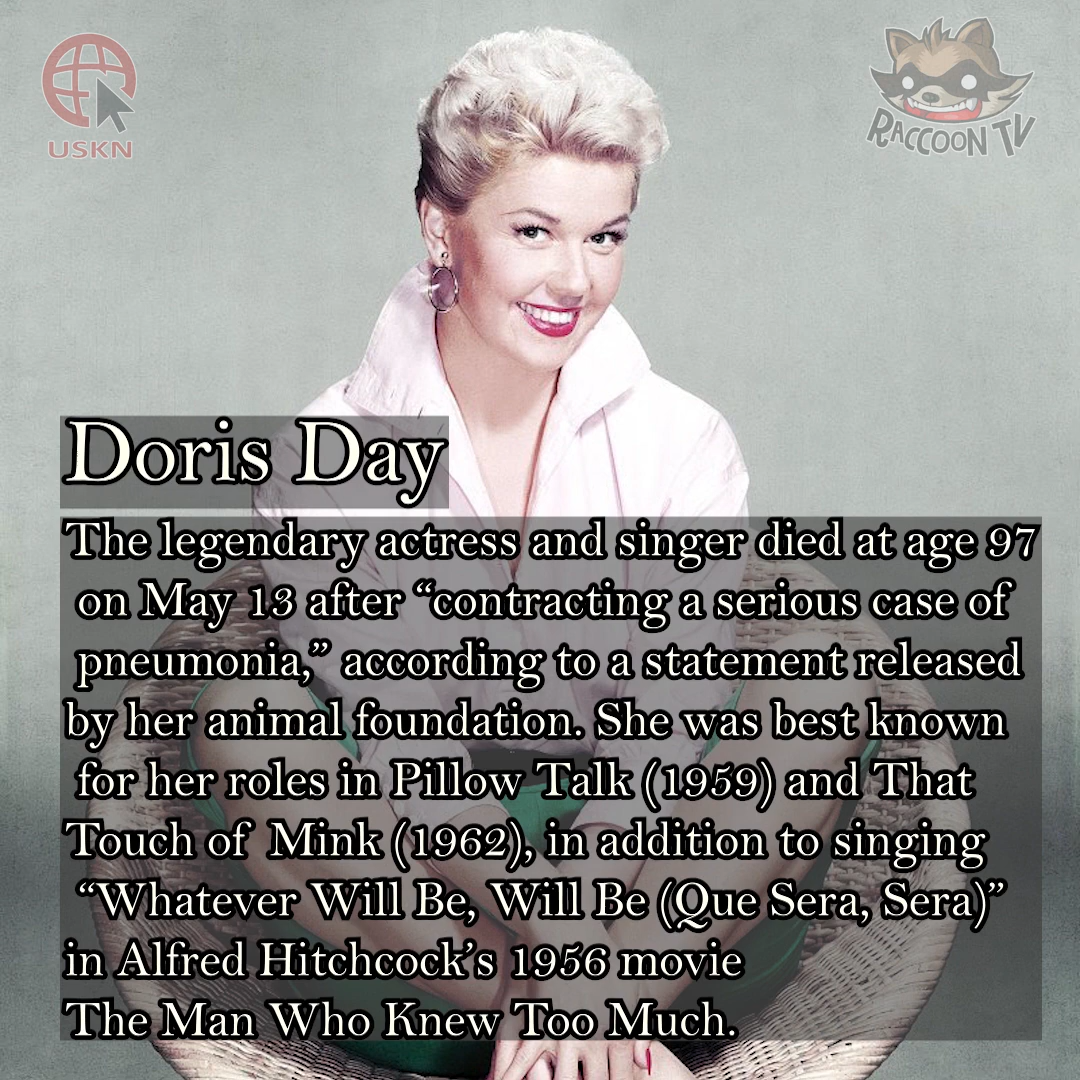 USKN
RACCOON TV
Doris Day
The legendary actress and singer died at age 97
on May 13 after “contracting a serious case of
pneumonia,” according to a statement released
by her animal foundation. She was best known
for her roles in Pillow Talk (1959) and That
Touch of Mink (1962), in addition to singing
“Whatever Will Be, Will Be (Que Sera, Sera)”
in Alfred Hitchcock’s 1956 movie
The Man Who Knew Too Much.